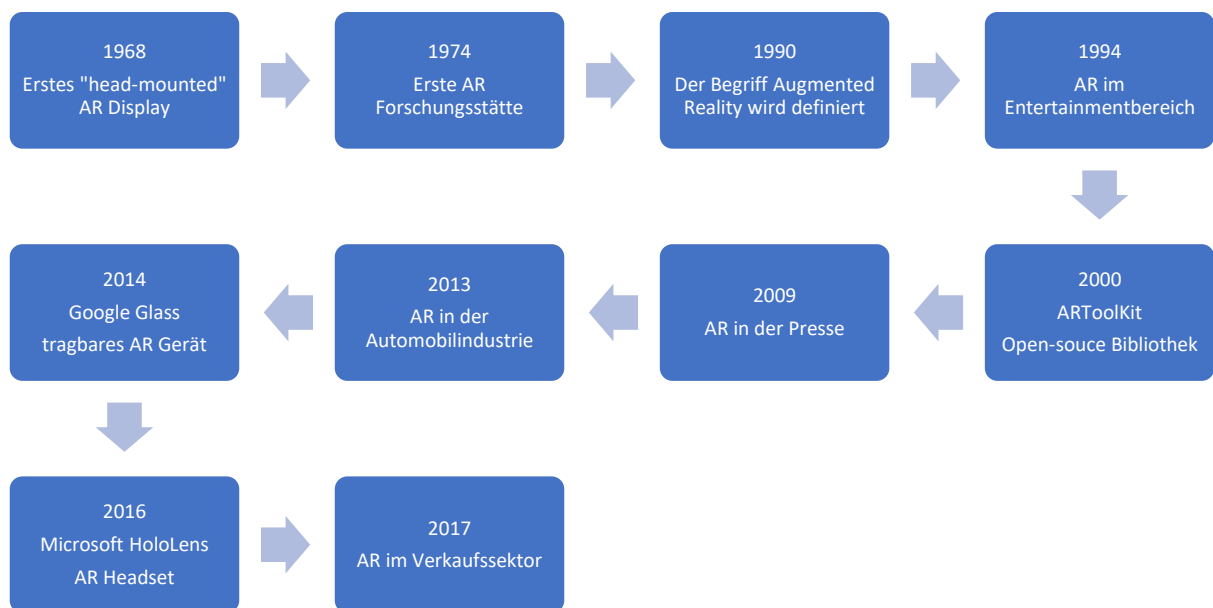 1968
Erstes "head-mounted"
AR Display
1974
Erste AR
Forschungsstätte
1990
Der Begriff Augmented
Reality wird definiert
1994
AR im
Entertainmentbereich
2000
ARToolKit
Open-souce Bibliothek
2009
AR in der Presse
2013
AR in der
Automobilindustrie
2014
Google Glass
tragbares AR Gerät
2016
Microsoft HoloLens
AR Headset
2017
AR im Verkaufssektor